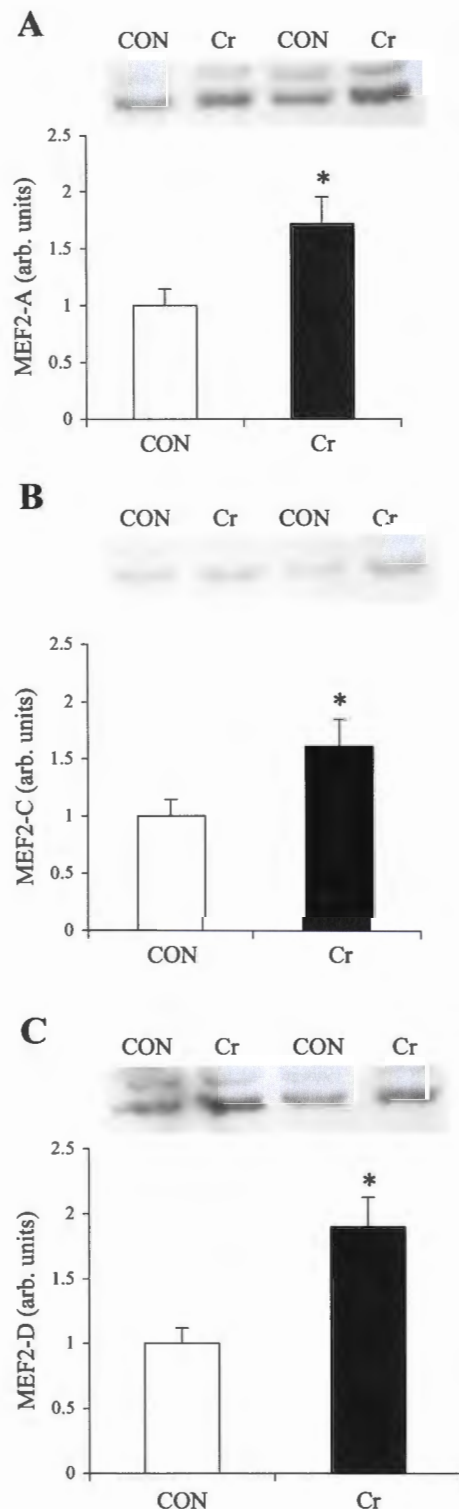 A
CON Cr CON Cr
2.5
2
1.5
1
0.5
0
MEF2-A (arb. units)
*
CON Cr
B
CON Cr CON Cr
2.5
2
1.5
1
0.5
0
MEF2-C (arb. units)
*
CON Cr
C
CON Cr CON Cr
2.5
2
1.5
1
0.5
0
MEF2-D (arb. units)
*
CON Cr